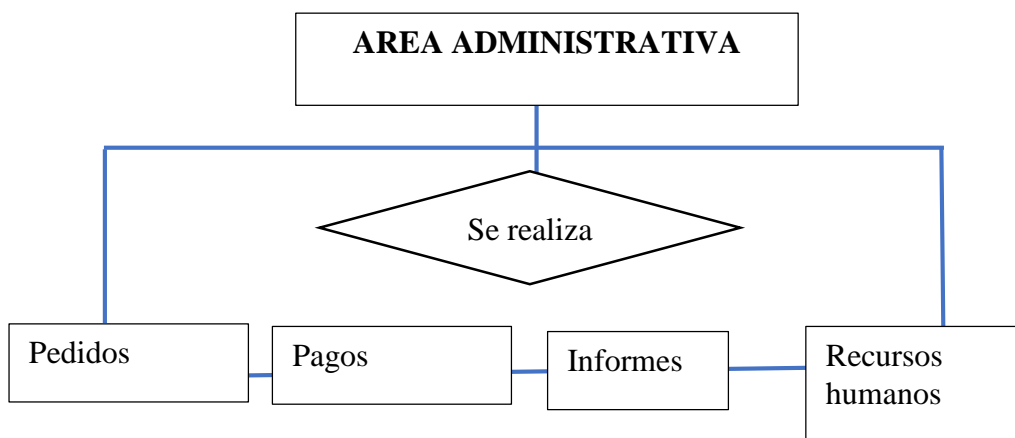 AREA ADMINISTRATIVA
Se realiza
Pedidos
Pagos
Informes
Recursos
humanos